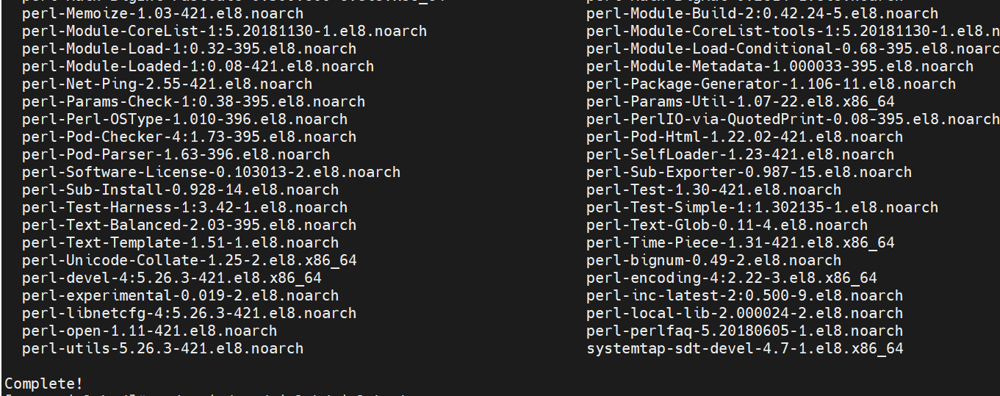 perl-Memoize-1.03-421.el8.noarch perl-Module-Build-2:0.42.24-5.el8.noarch
perl-Module-CoreList-1:5.20181130-1.el8.noarch perl-Module-CoreList-tools-1:5.20181130-1.el8.n
perl-Module-Load-1:0.32-395.el8.noarch perl-Module-Load-Conditional-0.68-395.el8.noarc
perl-Module-Loaded-1:0.08-421.el8.noarch perl-Module-Metadata-1.000033-395.el8.noarch
perl-Net-Ping-2.55-421.el8.noarch perl-Package-Generator-1.106-11.el8.noarch
perl-Params-Check-1:0.38-395.el8.noarch perl-Params-Util-1.07-22.el8.x86_64
perl-Perl-OSType-1.010-396.el8.noarch perl-PerlIO-via-QuotedPrint-0.08-395.el8.noarch
perl-Pod-Checker-4:1.73-395.el8.noarch perl-Pod-Html-1.22.02-421.el8.noarch
perl-Pod-Parser-1.63-396.el8.noarch perl-SelfLoader-1.23-421.el8.noarch
perl-Software-License-0.103013-2.el8.noarch perl-Sub-Exporter-0.987-15.el8.noarch
perl-Sub-Install-0.928-14.el8.noarch perl-Test-1.30-421.el8.noarch
perl-Test-Harness-1:3.42-1.el8.noarch perl-Test-Simple-1:1.302135-1.el8.noarch
perl-Text-Balanced-2.03-395.el8.noarch perl-Text-Glob-0.11-4.el8.noarch
perl-Text-Template-1.51-1.el8.noarch perl-Time-Piece-1.31-421.el8.x86_64
perl-Unicode-Collate-1.25-2.el8.x86_64 perl-bignum-0.49-2.el8.noarch
perl-devel-4:5.26.3-421.el8.x86_64 perl-encoding-4:2.22-3.el8.x86_64
perl-experimental-0.019-2.el8.noarch perl-inc-latest-2:0.500-9.el8.noarch
perl-libnetcfg-4:5.26.3-421.el8.noarch perl-local-lib-2.000024-2.el8.noarch
perl-open-1.11-421.el8.noarch perl-perlfaq-5.20180605-1.el8.noarch
perl-utils-5.26.3-421.el8.noarch systemtap-sdt-devel-4.7-1.el8.x86_64
Complete!